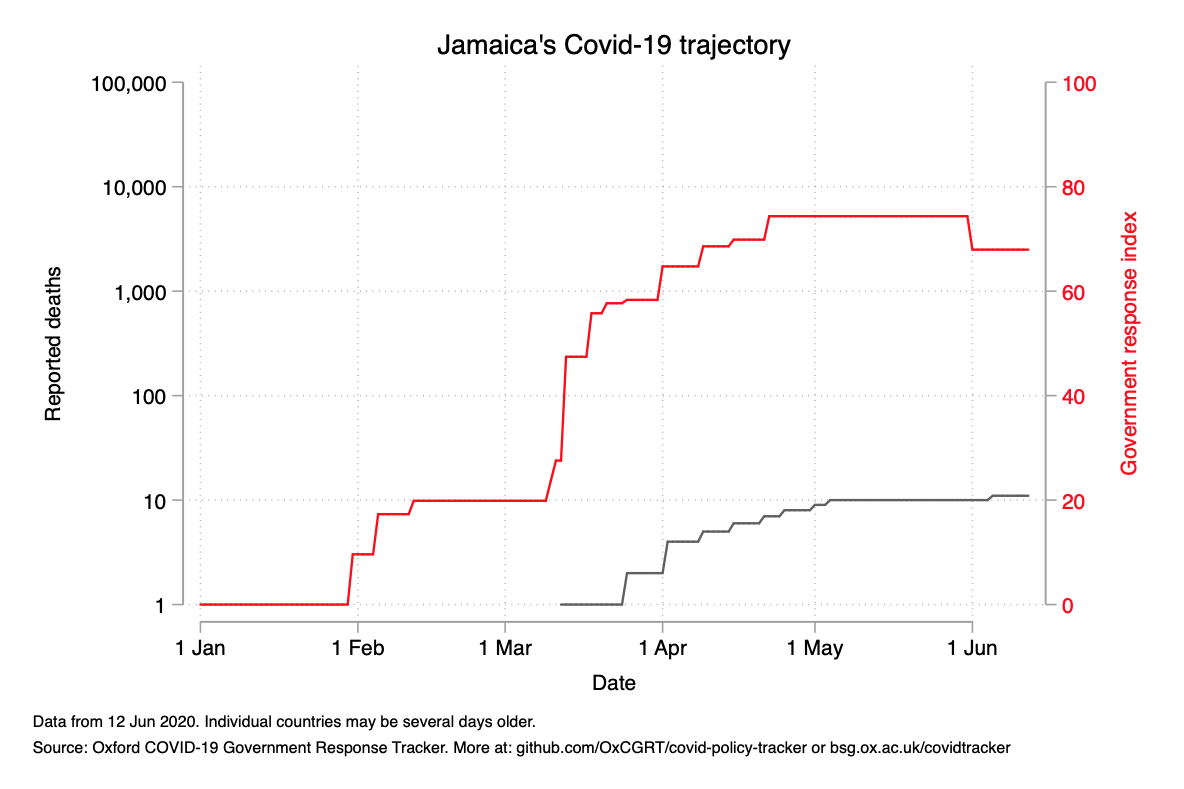 Jamaica's Covid-19 trajectory
100,000
10,000
1,000
100
10
1
Reported deaths
100
80
60
40
20
0
Government response index
1 Jan
1 Feb
1 Mar
1 Apr
1 May
1 Jun
Date
Data from 12 Jun 2020. Individual countries may be several days older.
Source: Oxford COVID-19 Government Response Tracker. More at: github.com/OxCGRT/covid-policy-tracker or bsg.ox.ac.uk/covidtracker